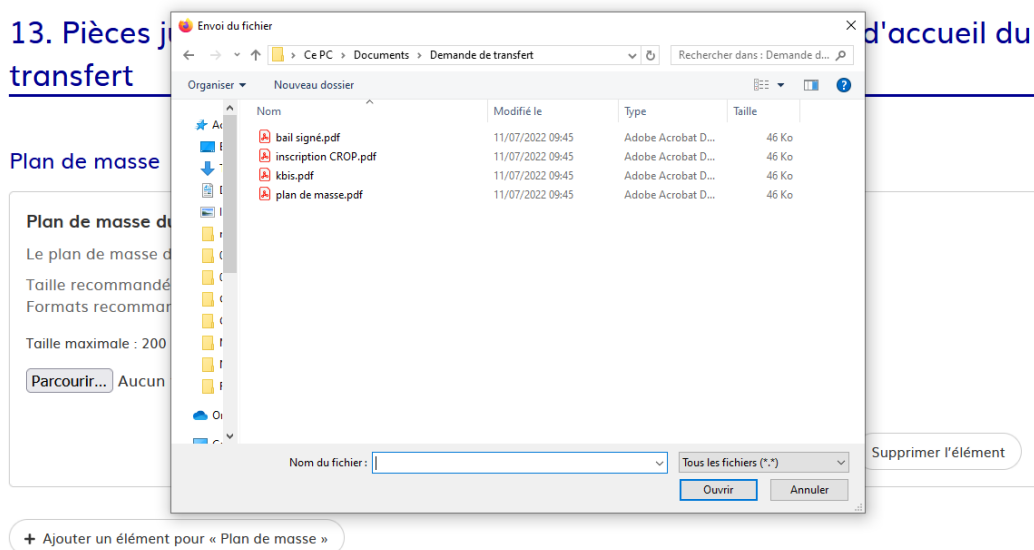 13. Pièces d'accueil du
transfert
Envoi du fichier
Ce PC > Documents > Demande de transfert
Rechercher dans : Demande d...
Organiser Nouveau dossier ?
Nom Modifié le Type Taille
bail signé.pdf 11/07/2022 09:45 Adobe Acrobat D... 46 Ko
inscription CROP.pdf 11/07/2022 09:45 Adobe Acrobat D... 46 Ko
kbis.pdf 11/07/2022 09:45 Adobe Acrobat D... 46 Ko
plan de masse.pdf 11/07/2022 09:45 Adobe Acrobat D... 46 Ko
Plan de masse
Plan de masse
Le plan de masse
Taille recommandé
Formats
Taille maximale : 200
Parcourir... Aucun
Nom du fichier : Tous les fichiers (*.*)
Ouvrir Annuler
Supprimer l'élément
+ Ajouter un élément pour « Plan de masse »